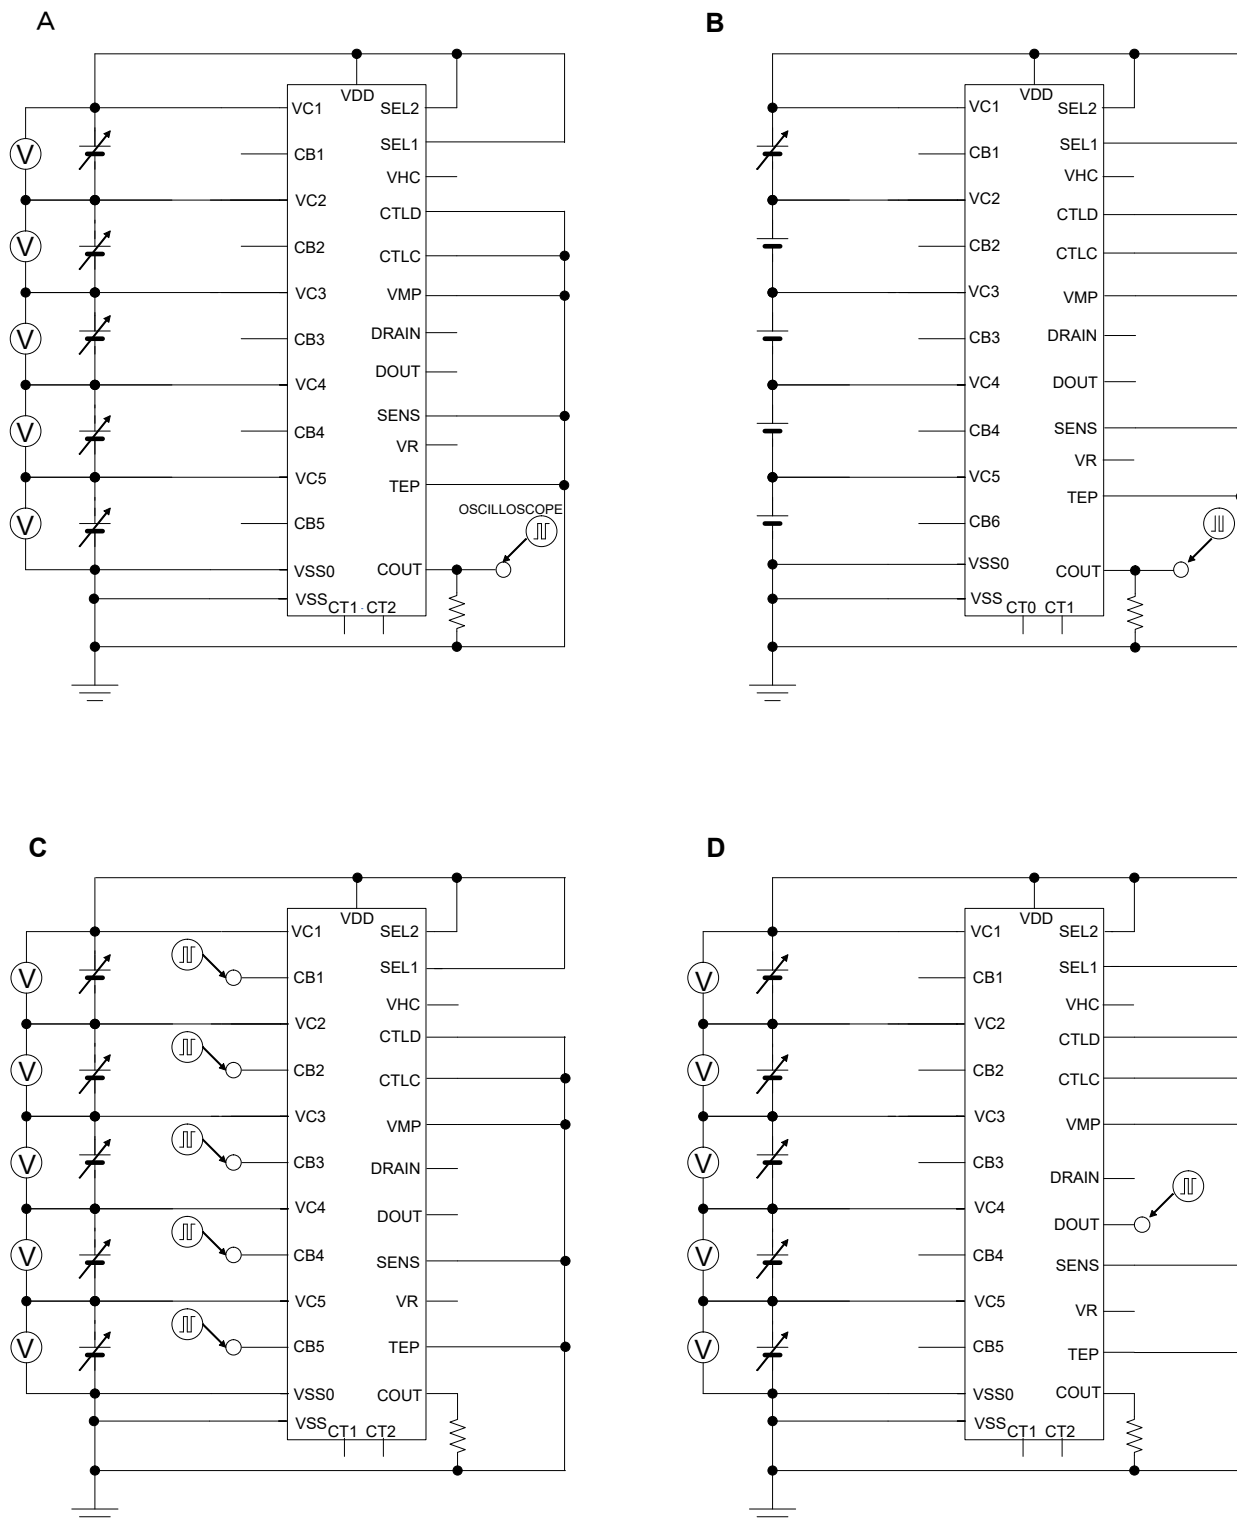 A
VDD
VC1
SEL2
SEL1
CB1
VHC
VC2
CTLD
CB2
CTLC
VC3
VMP
CB3
DRAIN
DOUT
VC4
SENS
CB4
VR
VC5
TEP
OSCILLOSCOPE
CB5
VSS0
COUT
VSS
CT1
CT2
V
V
V
V
V
B
VDD
VC1
SEL2
SEL1
CB1
VHC
VC2
CTLD
CB2
CTLC
VC3
VMP
CB3
DRAIN
DOUT
VC4
SENS
CB4
VR
VC5
TEP
CB6
VSS0
COUT
VSS
CT0
CT1
C
VDD
VC1
SEL2
SEL1
CB1
VHC
VC2
CTLD
CB2
CTLC
VC3
VMP
CB3
DRAIN
VC4
DOUT
CB4
SENS
VC5
VR
CB5
TEP
VSS0
COUT
VSS
CT1
CT2
V
V
V
V
V
D
VDD
VC1
SEL2
SEL1
CB1
VHC
VC2
CTLD
CB2
CTLC
VC3
VMP
CB3
DRAIN
VC4
DOUT
CB4
SENS
VC5
VR
CB5
TEP
VSS0
COUT
VSS
CT1
CT2
V
V
V
V
V